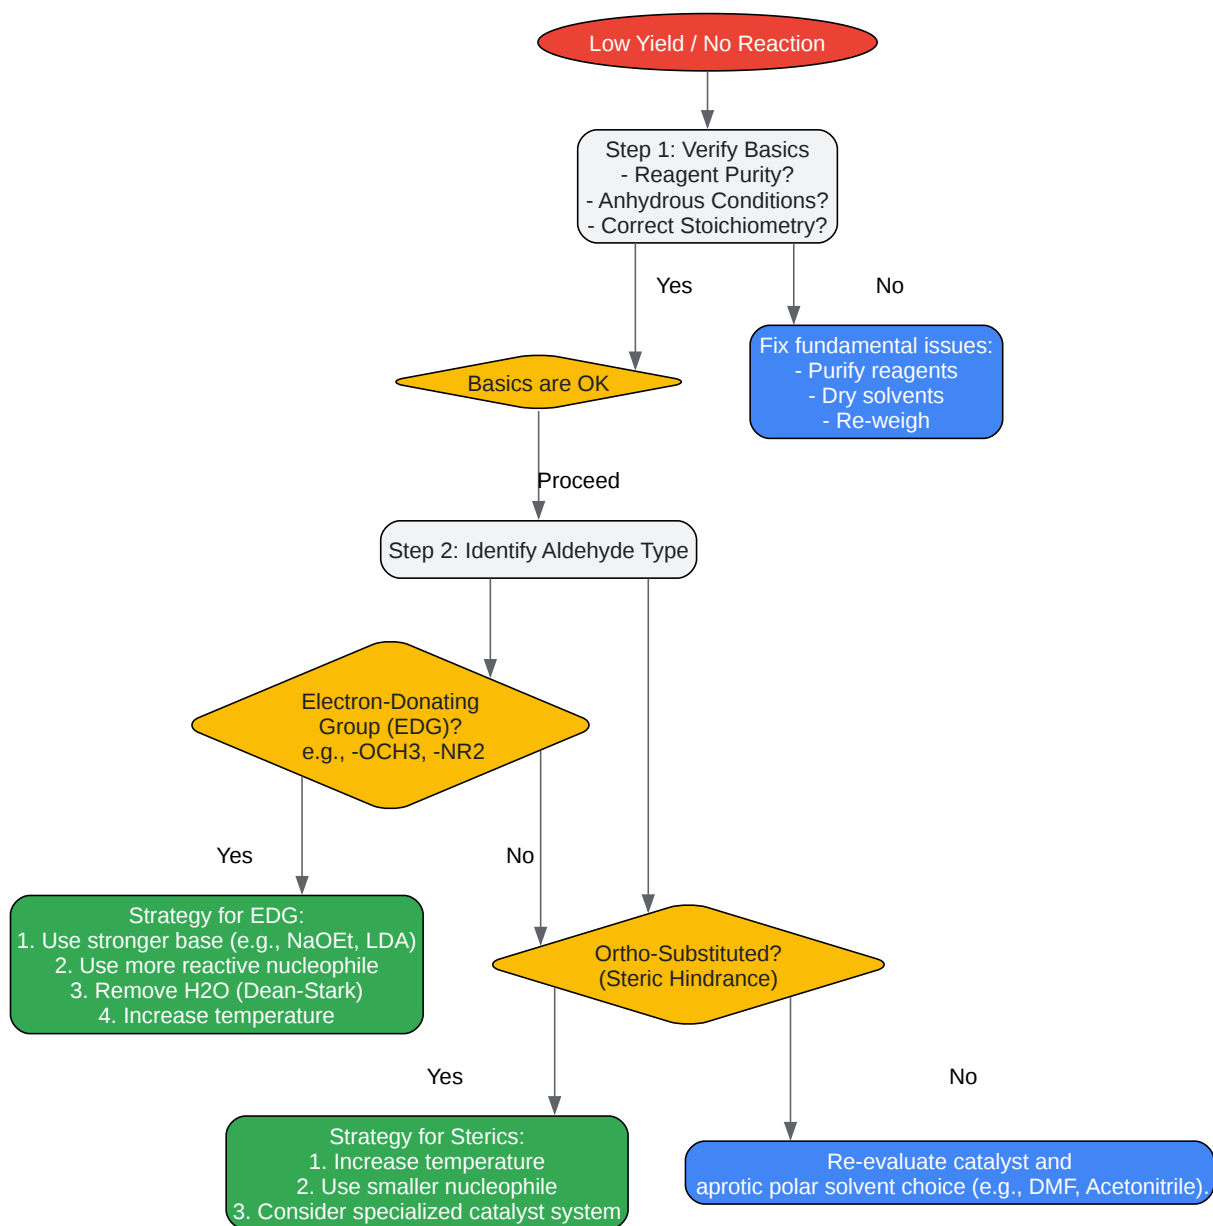 Low Yield / No Reaction
Step 1: Verify Basics
- Reagent Purity?
- Anhydrous Conditions?
- Correct Stoichiometry?
Yes
No
Fix fundamental issues:
- Purify reagents
- Dry solvents
- Re-weigh
Basics are OK
Proceed
Step 2: Identify Aldehyde Type
Electron-Donating
Group (EDG)?
e.g., -OCH3, -NR2
Yes
No
Strategy for EDG:
1. Use stronger base (e.g., NaOEt, LDA)
2. Use more reactive nucleophile
3. Remove H2O (Dean-Stark)
4. Increase temperature
Ortho-Substituted?
(Steric Hindrance)
Yes
No
Strategy for Sterics:
1. Increase temperature
2. Use smaller nucleophile
3. Consider specialized catalyst system
Re-evaluate catalyst and
aprotic polar solvent choice (e.g., DMF, Acetonitrile).